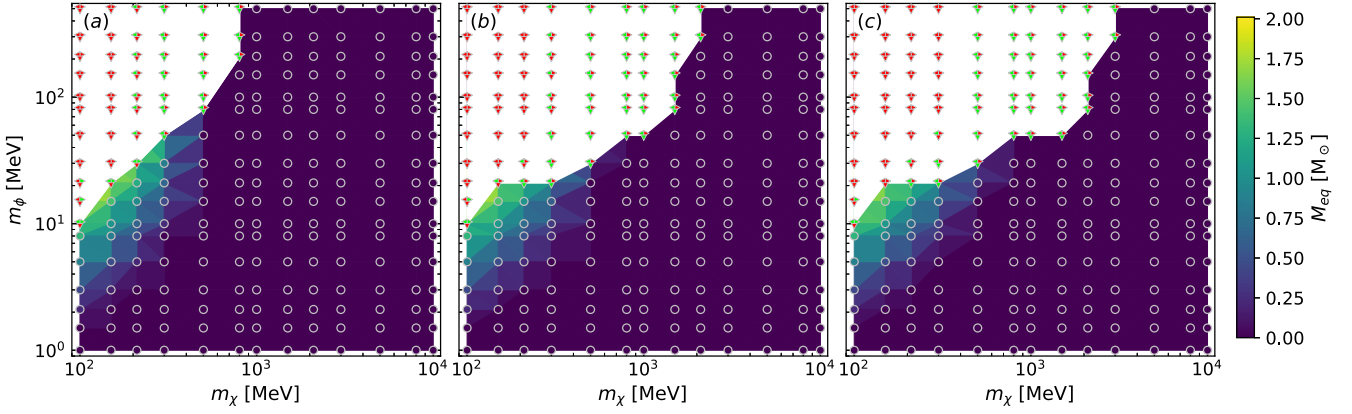 (a)
(b)
(c)
m_ϕ [MeV]
10²
10¹
10⁰
10² 10³ 10⁴
10² 10³ 10⁴
10² 10³ 10⁴
m_χ [MeV]
m_χ [MeV]
m_χ [MeV]
2.00
1.75
1.50
1.25
1.00
0.75
0.50
0.25
0.00
M_eq [M_⊙]